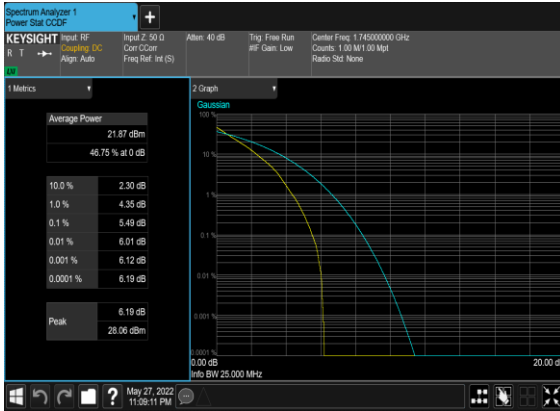 Spectrum Analyzer 1
Power Stat CCDF
KEYSIGHT
R T
LXI
Input: RF
Coupling: DC
Align: Auto
Input Z: 50 Ω
Corr CCorr
Freq Ref: Int (S)
Atten: 40 dB
Trig: Free Run
#IF Gain: Low
Center Freq: 1.745000000 GHz
Counts: 1.00 M/1.00 Mpt
Radio Std: None
1 Metrics
Average Power
21.87 dBm
46.75 % at 0 dB
10.0 % 2.30 dB
1.0 % 4.35 dB
0.1 % 5.49 dB
0.01 % 6.01 dB
0.001 % 6.12 dB
0.0001 % 6.19 dB
Peak
6.19 dB
28.06 dBm
2 Graph
Gaussian
100 %
10 %
1 %
0.1 %
0.01 %
0.001 %
0.0001 %
0.00 dB
20.00 d
Info BW 25.000 MHz
?
May 27, 2022
11:09:11 PM